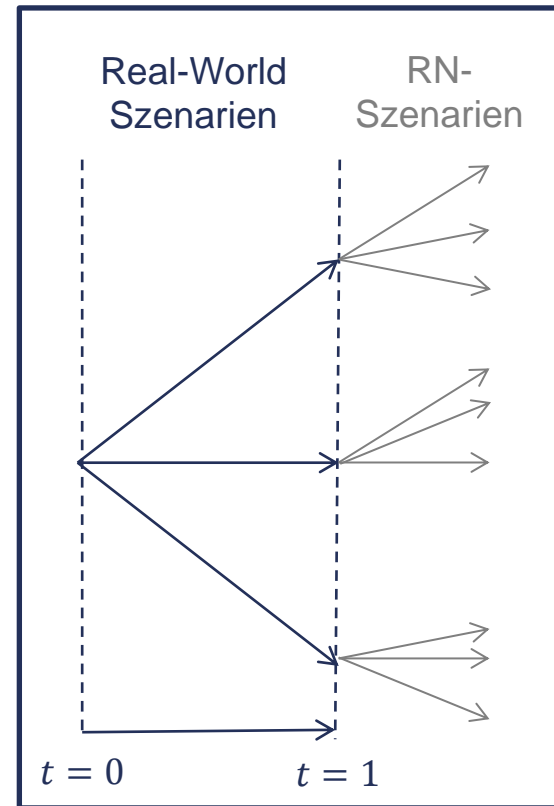 Real-World
Szenarien
RN-
Szenarien
t = 0
t = 1